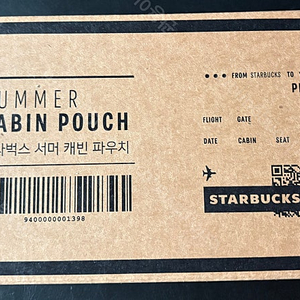 UMMER
ABIN POUCH
벅스 서머 캐빈 파우치
9400000001398
FROM STARBUCKS TO
FLIGHT GATE
DATE CABIN SEAT
STARBUCKS